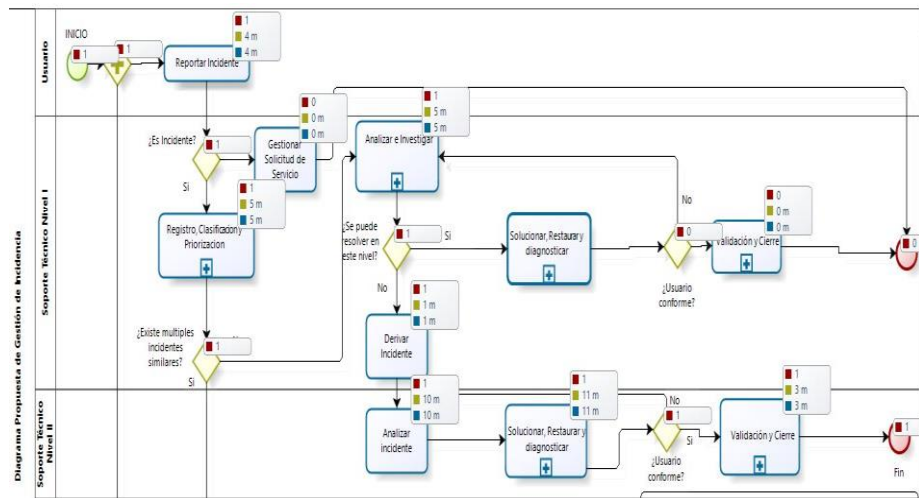 Diagrama Propuesta de Gestión de Incidencia
Usuario
INICIO
1
1
Reportar Incidente
1
4 m
4 m
Soporte Técnico Nivel I
¿Es Incidente?
1
Si
Gestionar
Solicitud de
Servicio
0
0 m
0 m
Registro, Clasificación y
Priorizacion
1
5 m
5 m
¿Existe multiples
incidentes
similares?
1
Si
Analizar e Investigar
1
5 m
5 m
¿Se puede
resolver en
este nivel?
1
Si
No
Solucionar, Restaurar y
diagnosticar
No
0
¿Usuario
conforme?
Validación y Cierre
0
0 m
0 m
0
Derivar
Incidente
1
1 m
1 m
Soporte Técnico
Nivel II
Analizar
incidente
1
10 m
10 m
Solucionar, Restaurar y
diagnosticar
1
11 m
11 m
No
1
Si
¿Usuario
conforme?
Validación y Cierre
1
3 m
3 m
1
Fin